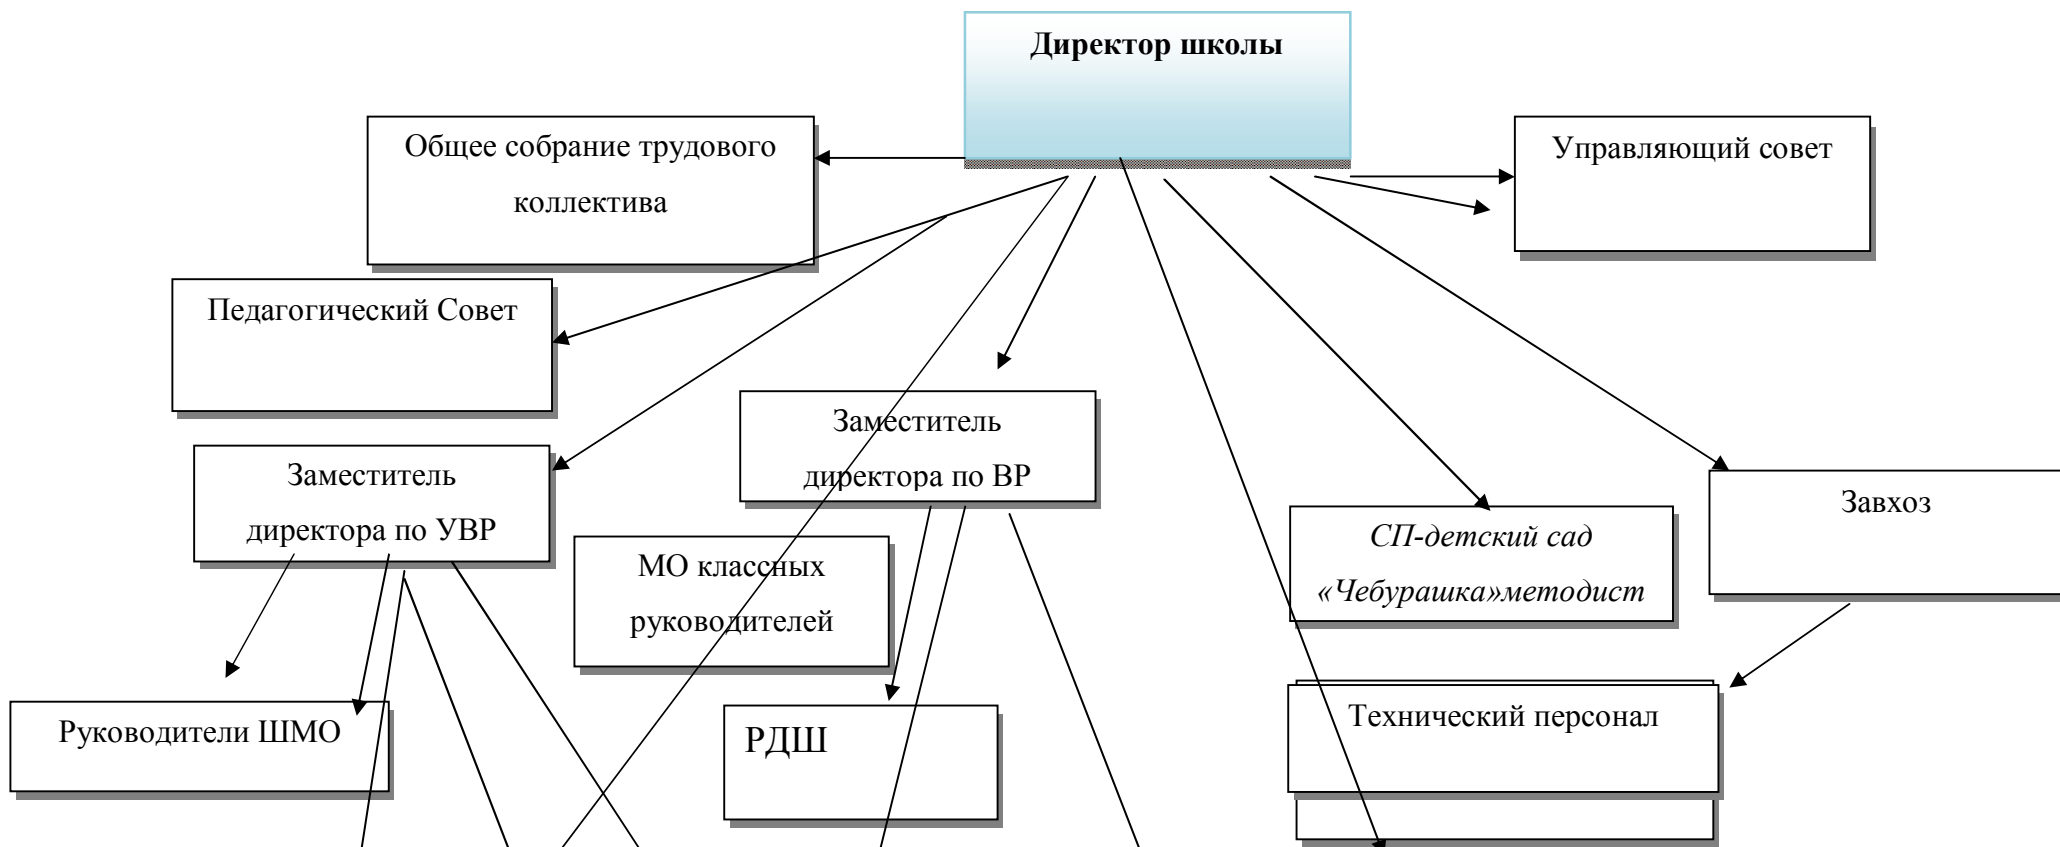 Директор школы
Общее собрание трудового
коллектива
Управляющий совет
Педагогический Совет
Заместитель
директора по ВР
Заместитель
директора по УВР
СП-детский сад
«Чебурашка»методист
Завхоз
МО классных
руководителей
Руководители ШМО
РДШ
Технический персонал